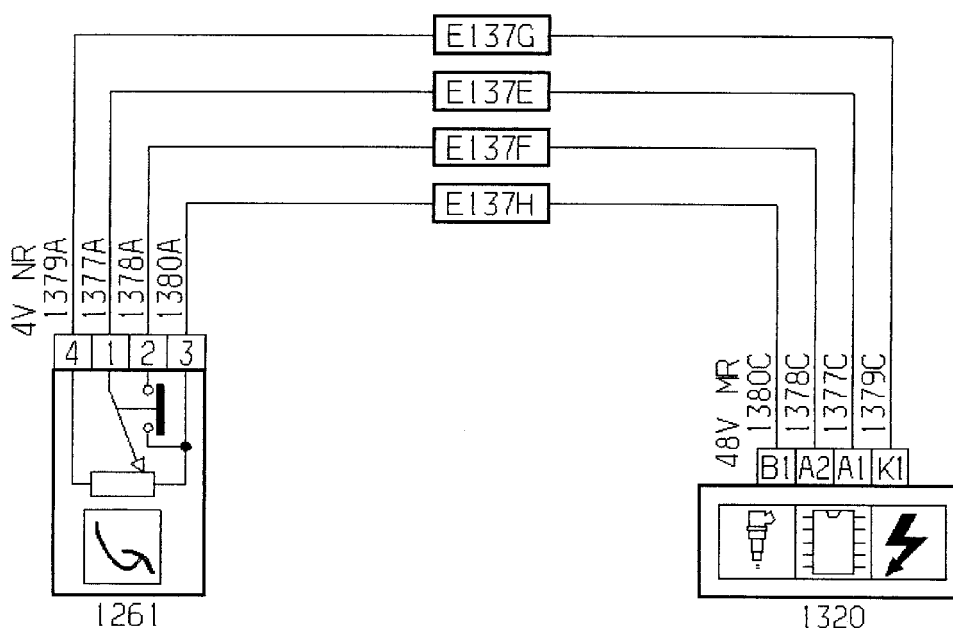 E137G
E137E
E137F
E137H
4V NR
1379A
1377A
1378A
1380A
4 1 2 3
1261
48V MR
1380C
1378C
1377C
1379C
B1 A2 A1 K1
1320